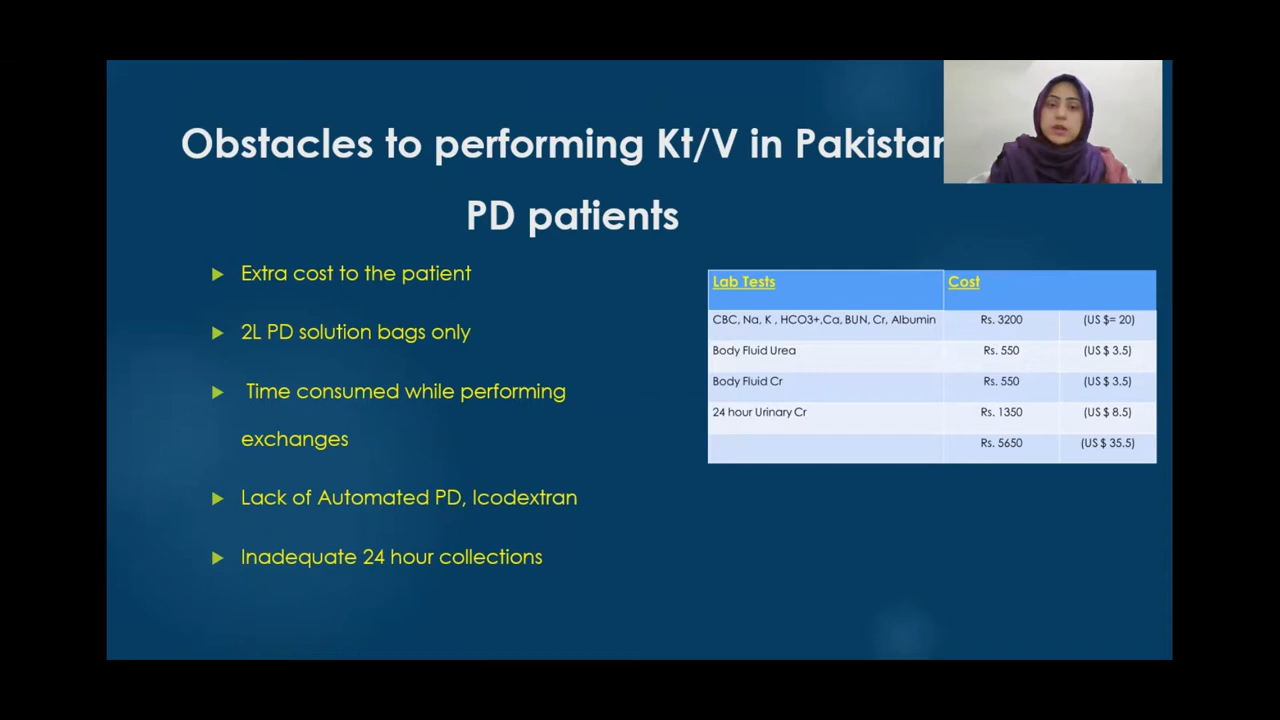 Obstacles to performing Kt/V in Pakistan
PD patients
Extra cost to the patient
2L PD solution bags only
Time consumed while performing
exchanges
Lack of Automated PD, Icodextran
Inadequate 24 hour collections
Lab Tests Cost
CBC, Na, K , HCO3+,Ca, BUN, Cr, Albumin Rs. 3200 (US $= 20)
Body Fluid Urea Rs. 550 (US $ 3.5)
Body Fluid Cr Rs. 550 (US $ 3.5)
24 hour Urinary Cr Rs. 1350 (US $ 8.5)
Rs. 5650 (US $ 35.5)